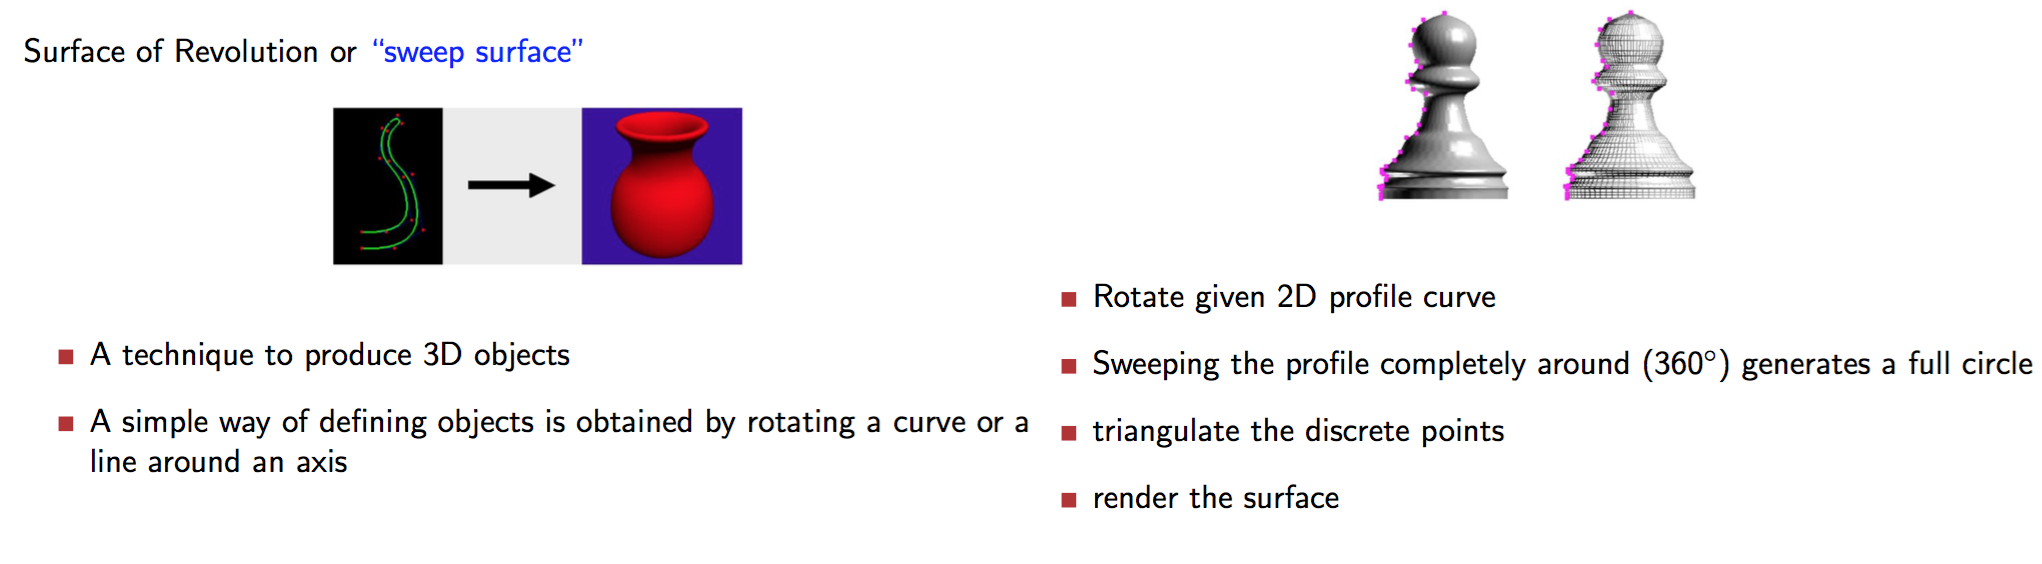 Surface of Revolution or “sweep surface”
A technique to produce 3D objects
A simple way of defining objects is obtained by rotating a curve or a
line around an axis
Rotate given 2D profile curve
Sweeping the profile completely around (360°) generates a full circle
triangulate the discrete points
render the surface